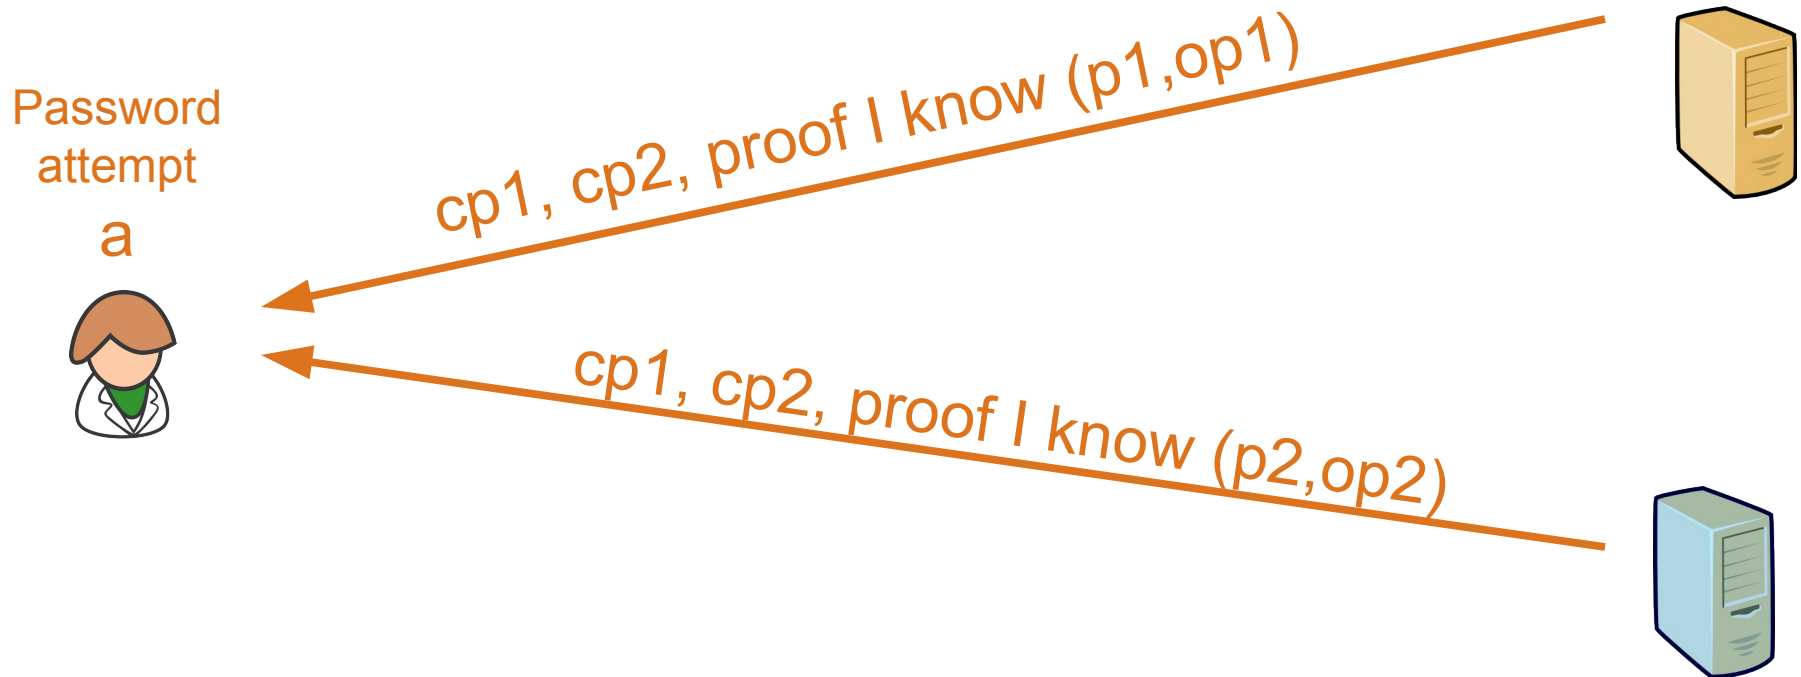 Password
attempt
a
cp1, cp2, proof I know (p1,op1)
cp1, cp2, proof I know (p2,op2)